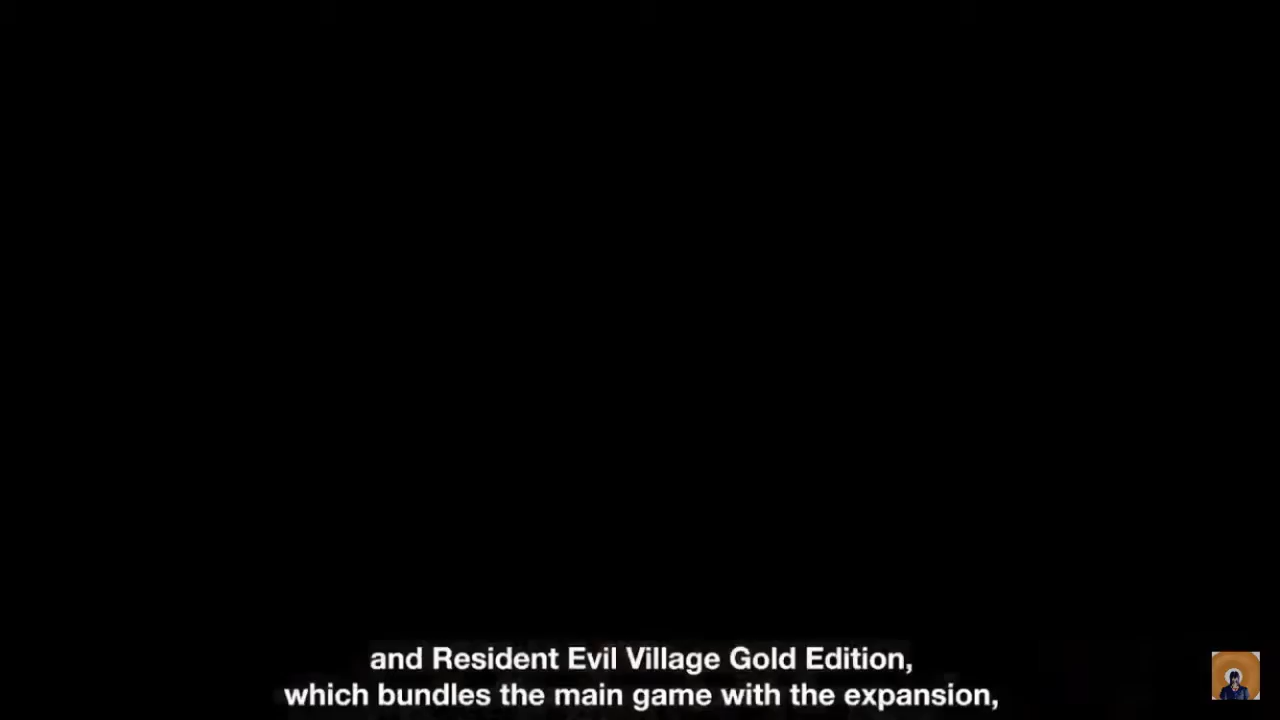 and Resident Evil Village Gold Edition,
which bundles the main game with the expansion,